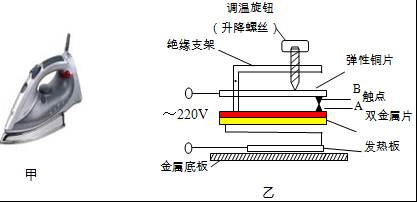 调温旋钮
（升降螺丝）
绝缘支架
弹性铜片
B
触点
A
～220V
双金属片
发热板
金属底板
甲
乙